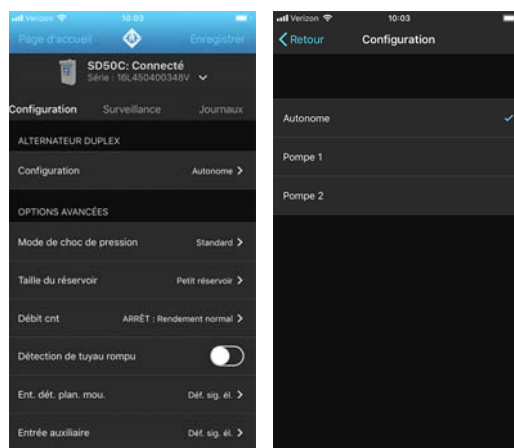 Verizon 10:03
Page d'accueil Enregistrer
SD50C: Connecté
Série : 16L450400348V
Configuration Surveillance Journaux
ALTERNATEUR DUPLEX
Configuration Autonome
OPTIONS AVANCÉES
Mode de choc de pression Standard
Taille du réservoir Petit réservoir
Débit cnt ARRÊT : Rendement normal
Détection de tuyau rompu
Ent. dét. plan. mou. Déf. sig. él.
Entrée auxiliaire Déf. sig. él.
Verizon 10:03
Retour Configuration
Autonome
Pompe 1
Pompe 2